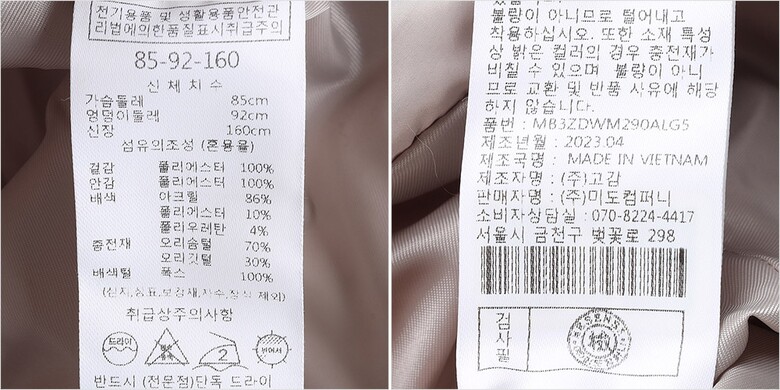 전기용품 및 생활용품안전관
리법에의한품질표시취급주의
85-92-160
신체치수
가슴둘레 85cm
엉덩이둘레 92cm
신장 160cm
섬유의조성 (혼용율)
겉감 폴리에스터 100%
안감 폴리에스터 100%
배색 아크릴 86%
폴리에스터 10%
폴리우레탄 4%
충전재 오리솜털 70%
오리깃털 30%
배색털 폭스 100%
취급상주의사항
드라이
2
반드시 (전문점)단독 드라이
불량이 아니므로 털어내고
착용하십시오. 또한 소재 특성
상 밝은 컬러의 경우 충전재가
비칠 수 있으며 불량이 아니
므로 교환 및 반품 사유에 해당
하지 않습니다.
품번 : MB3ZDWM290ALG5
제조년월 : 2023.04
제조국명 : MADE IN VIETNAM
제조자명 : (주)고감
판매자명 : (주)미도컴퍼니
소비자상담실 : 070-8224-4417
서울시 금천구 벚꽃로 298
검사필